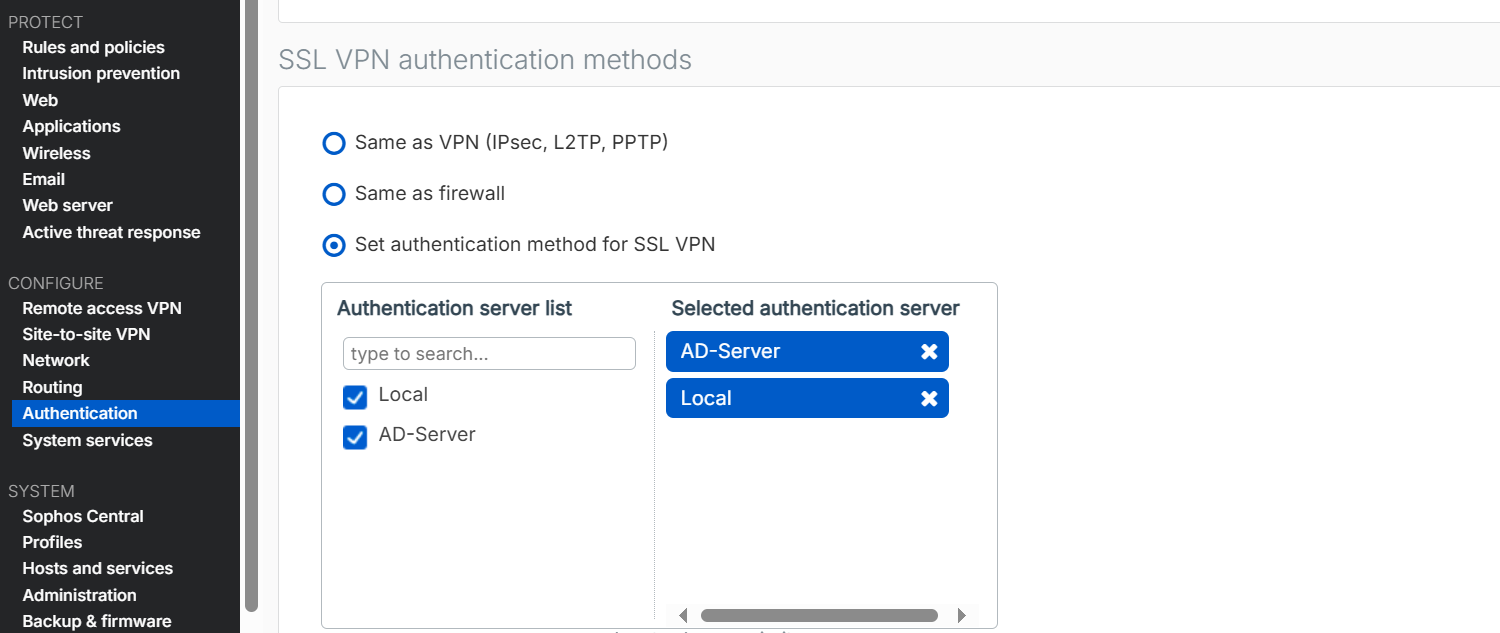 PROTECT
Rules and policies
Intrusion prevention
Web
Applications
Wireless
Email
Web server
Active threat response
CONFIGURE
Remote access VPN
Site-to-site VPN
Network
Routing
Authentication
System services
SYSTEM
Sophos Central
Profiles
Hosts and services
Administration
Backup & firmware
SSL VPN authentication methods
Same as VPN (IPsec, L2TP, PPTP)
Same as firewall
Set authentication method for SSL VPN
Authentication server list
type to search...
Local
AD-Server
Selected authentication server
AD-Server
Local